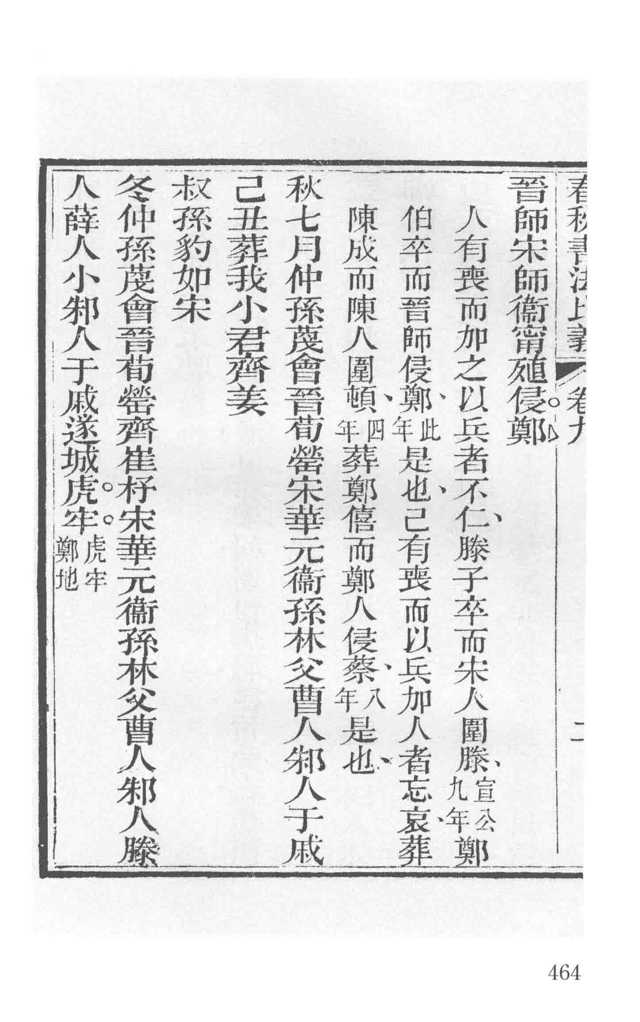 春秋書法比義　卷九　二
晉師宋師衞甯殖侵鄭
人有喪而加之以兵者不仁滕子卒而宋人圍滕宣公九年鄭
伯卒而晉師侵鄭此年是也己有喪而以兵加人者忘哀葬
陳成而陳人圍頓四年葬鄭僖而鄭人侵蔡八年是也
秋七月仲孫蔑會晉荀罃宋華元衞孫林父曹人邾人于戚
己丑葬我小君齊姜
叔孫豹如宋
冬仲孫蔑會晉荀罃齊崔杼宋華元衞孫林父曹人邾人滕
人薛人小邾人于戚遂城虎牢虎牢鄭地
464